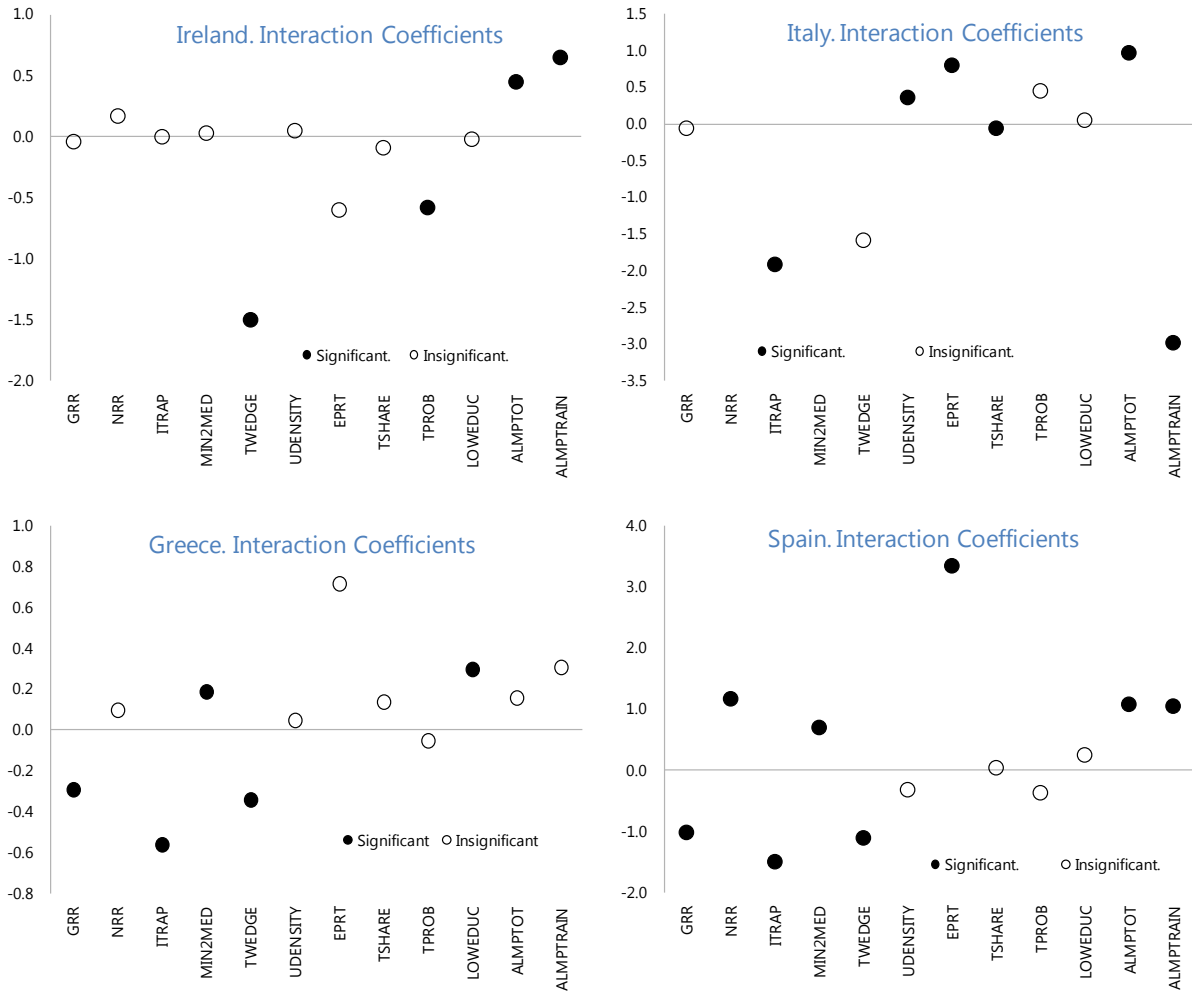 Ireland. Interaction Coefficients
1.0
0.5
0.0
-0.5
-1.0
-1.5
-2.0
Significant. Insignificant.
GRR
NRR
ITRAP
MIN2MED
TWEDGE
UDENSITY
EPRT
TSHARE
TPROB
LOWEDUC
ALMPTOT
ALMPTRAIN
Italy. Interaction Coefficients
1.5
1.0
0.5
0.0
-0.5
-1.0
-1.5
-2.0
-2.5
-3.0
-3.5
Significant. Insignificant.
GRR
NRR
ITRAP
MIN2MED
TWEDGE
UDENSITY
EPRT
TSHARE
TPROB
LOWEDUC
ALMPTOT
ALMPTRAIN
Greece. Interaction Coefficients
1.0
0.8
0.6
0.4
0.2
0.0
-0.2
-0.4
-0.6
-0.8
Significant Insignificant
GRR
NRR
ITRAP
MIN2MED
TWEDGE
UDENSITY
EPRT
TSHARE
TPROB
LOWEDUC
ALMPTOT
ALMPTRAIN
Spain. Interaction Coefficients
4.0
3.0
2.0
1.0
0.0
-1.0
-2.0
Significant. Insignificant.
GRR
NRR
ITRAP
MIN2MED
TWEDGE
UDENSITY
EPRT
TSHARE
TPROB
LOWEDUC
ALMPTOT
ALMPTRAIN